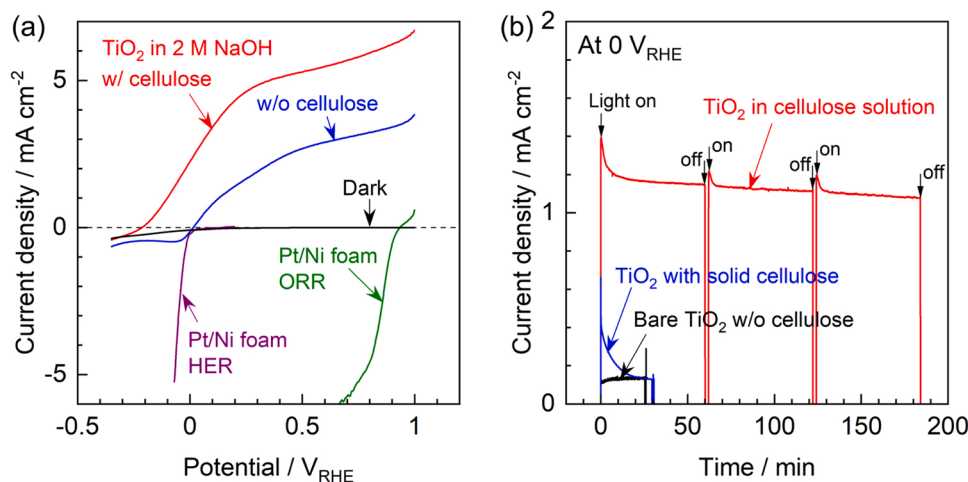 (a)
TiO2 in 2 M NaOH
w/ cellulose
w/o cellulose
Dark
Pt/Ni foam
ORR
Pt/Ni foam
HER
5
0
-5
-0.5
0
0.5
1
Current density / mA cm-2
Potential / VRHE
(b)
At 0 VRHE
Light on
TiO2 in cellulose solution
off
on
off
on
off
TiO2 with solid cellulose
Bare TiO2 w/o cellulose
2
1
0
0
50
100
150
200
Current density / mA cm-2
Time / min